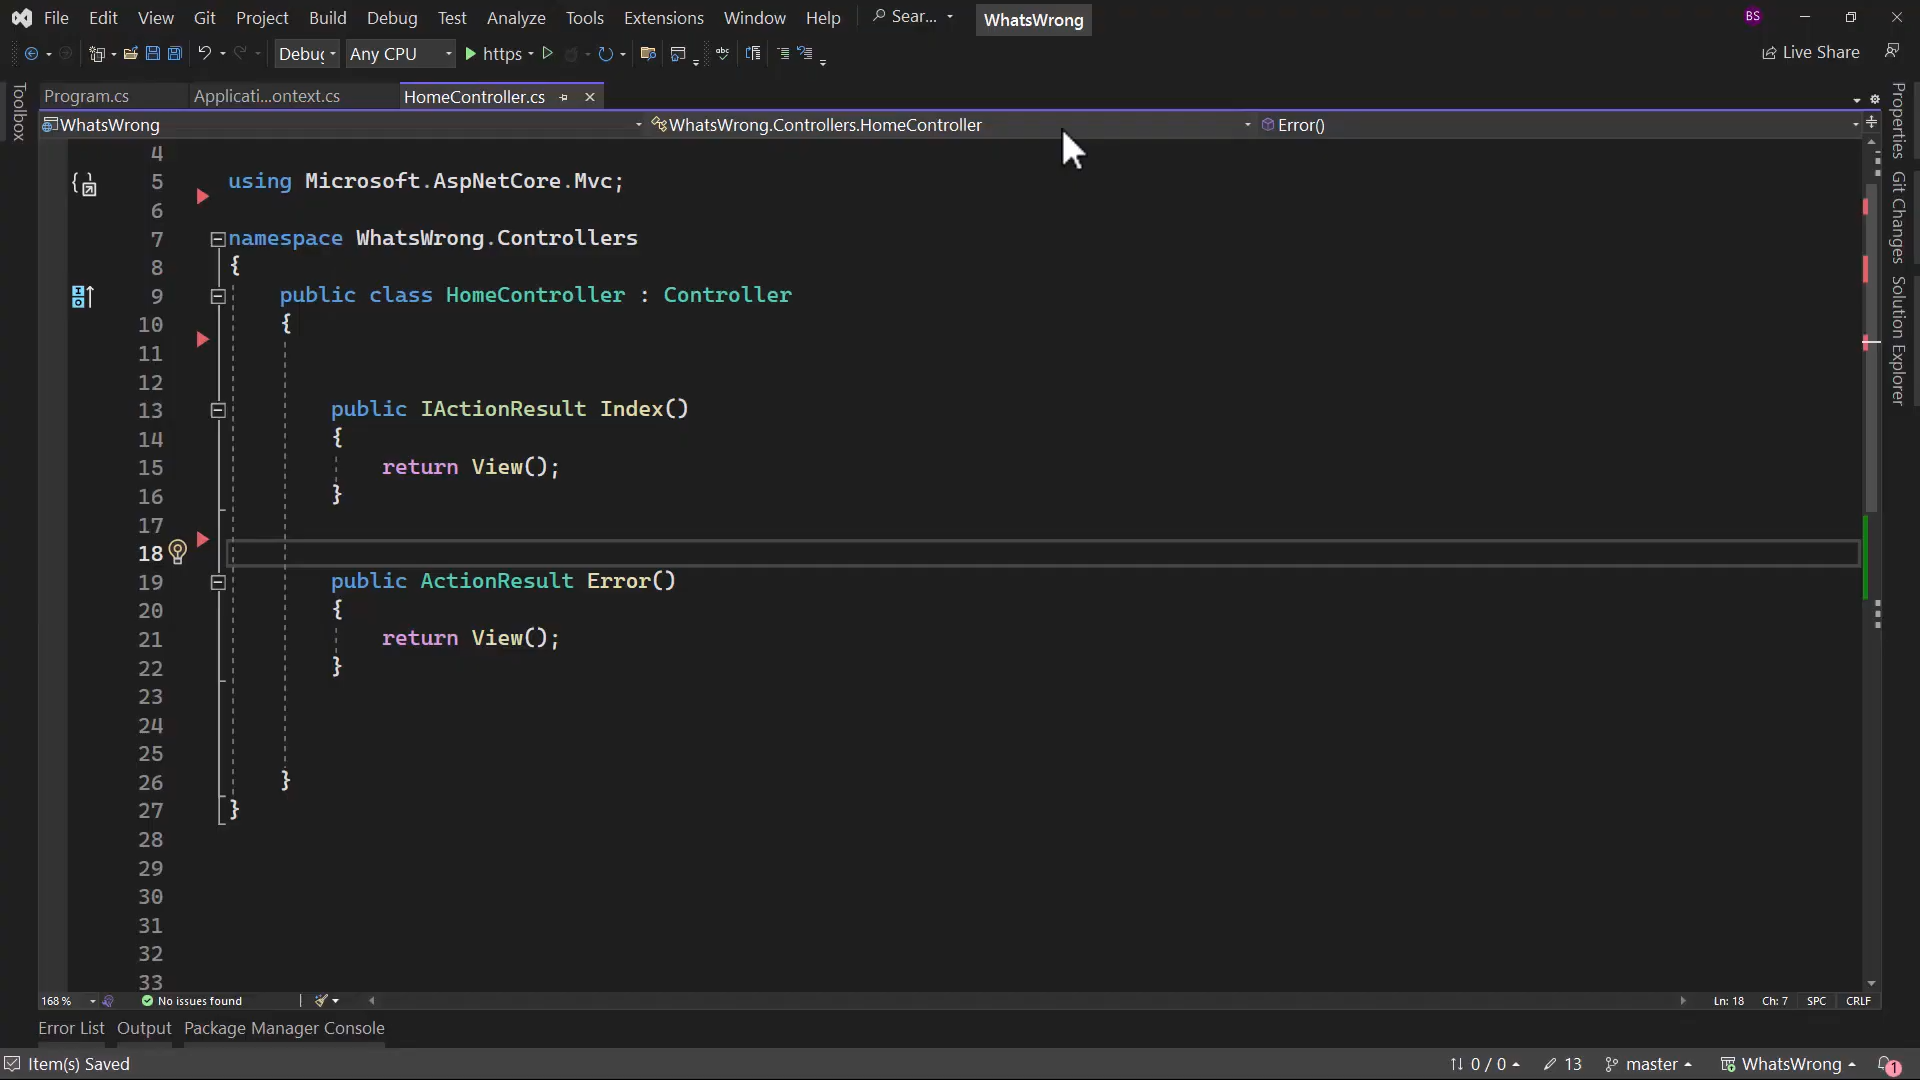 File Edit View Git Project Build Debug Test Analyze Tools Extensions Window Help Sear... WhatsWrong BS
Debug Any CPU https Live Share
Toolbox
Program.cs Applicati...ontext.cs HomeController.cs
WhatsWrong WhatsWrong.Controllers.HomeController Error()
4
5 using Microsoft.AspNetCore.Mvc;
6
7 namespace WhatsWrong.Controllers
8 {
9 public class HomeController : Controller
10 {
11
12
13 public IActionResult Index()
14 {
15 return View();
16 }
17
18
19 public ActionResult Error()
20 {
21 return View();
22 }
23
24
25
26 }
27 }
28
29
30
31
32
33
Properties
Git Changes
Solution Explorer
168 % No issues found Ln: 18 Ch: 7 SPC CRLF
Error List Output Package Manager Console
Item(s) Saved 0 / 0 13 master WhatsWrong 1